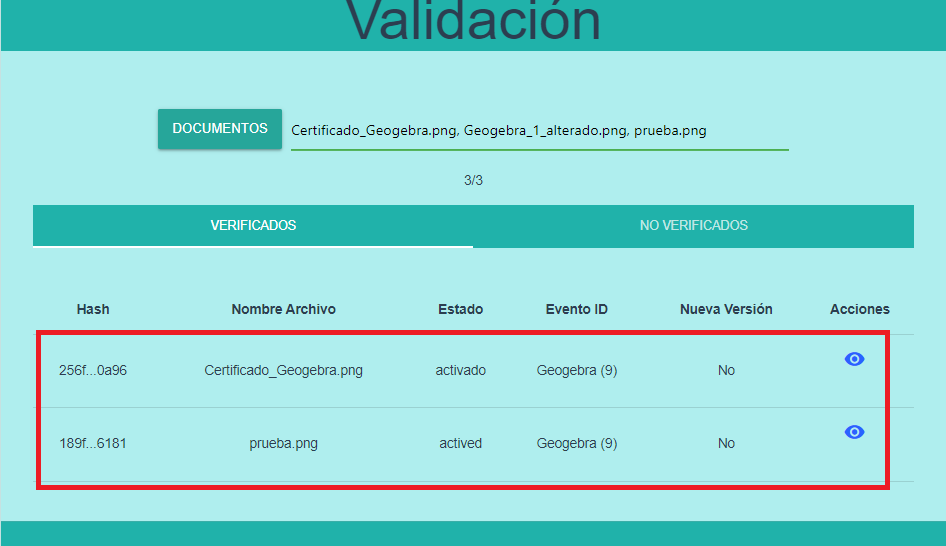 Validación
DOCUMENTOS Certificado_Geogebra.png, Geogebra_1_alterado.png, prueba.png
3/3
VERIFICADOS NO VERIFICADOS
Hash Nombre Archivo Estado Evento ID Nueva Versión Acciones
256f...0a96 Certificado_Geogebra.png activado Geogebra (9) No
189f...6181 prueba.png actived Geogebra (9) No